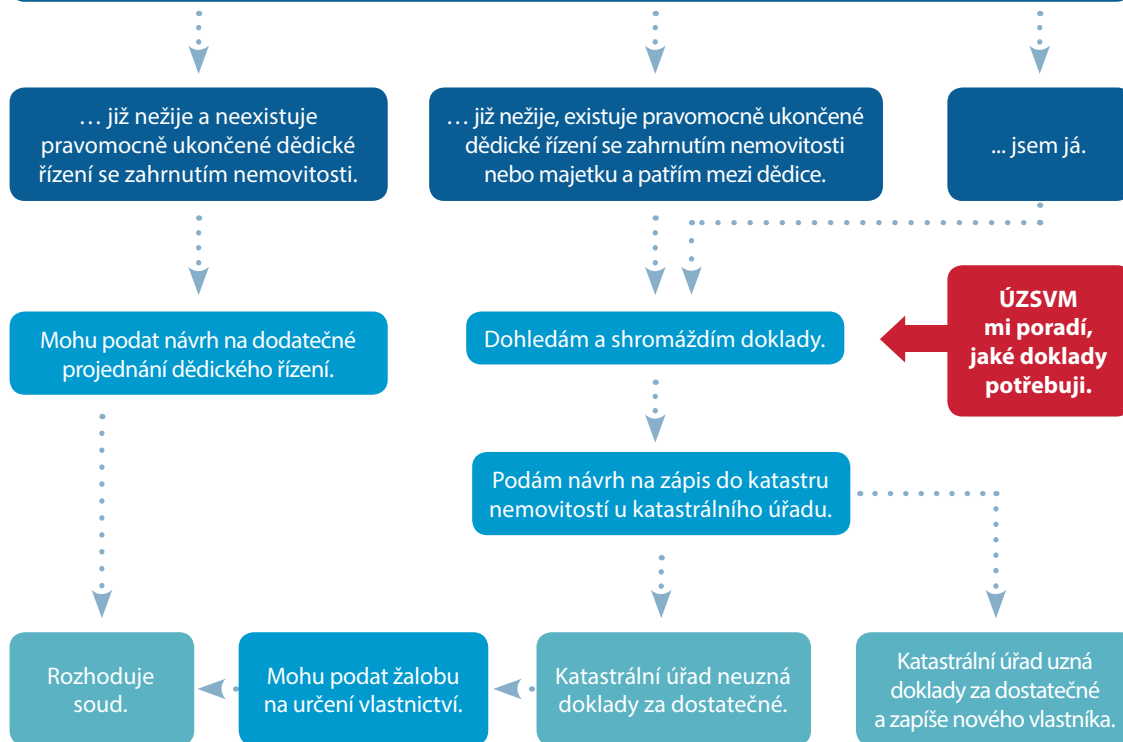 … již nežije a neexistuje
pravomocně ukončené dědické
řízení se zahrnutím nemovitosti.
… již nežije, existuje pravomocně ukončené
dědické řízení se zahrnutím nemovitosti
nebo majetku a patřím mezi dědice.
... jsem já.
Mohu podat návrh na dodatečné
projednání dědického řízení.
Dohledám a shromáždím doklady.
ÚZSVM
mi poradí,
jaké doklady
potřebuji.
Podám návrh na zápis do katastru
nemovitostí u katastrálního úřadu.
Rozhoduje
soud.
Mohu podat žalobu
na určení vlastnictví.
Katastrální úřad neuzná
doklady za dostatečné.
Katastrální úřad uzná
doklady za dostatečné
a zapíše nového vlastníka.